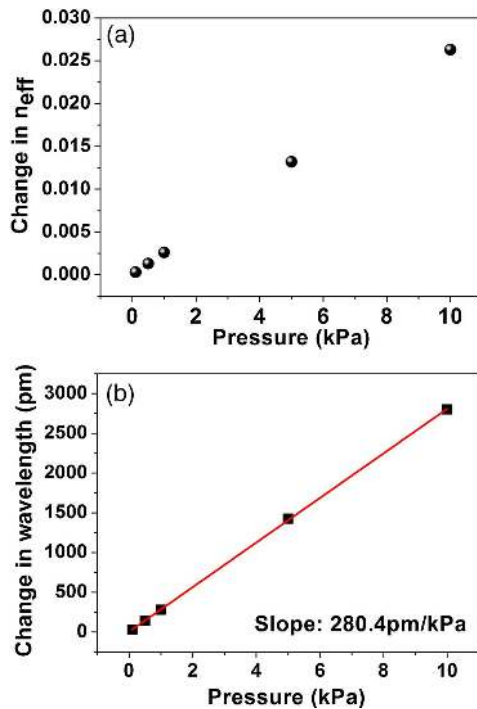 (a)
0.030
0.025
0.020
0.015
0.010
0.005
0.000
Change in neff
0 2 4 6 8 10
Pressure (kPa)
(b)
3000
2500
2000
1500
1000
500
0
Change in wavelength (pm)
Slope: 280.4pm/kPa
0 2 4 6 8 10
Pressure (kPa)